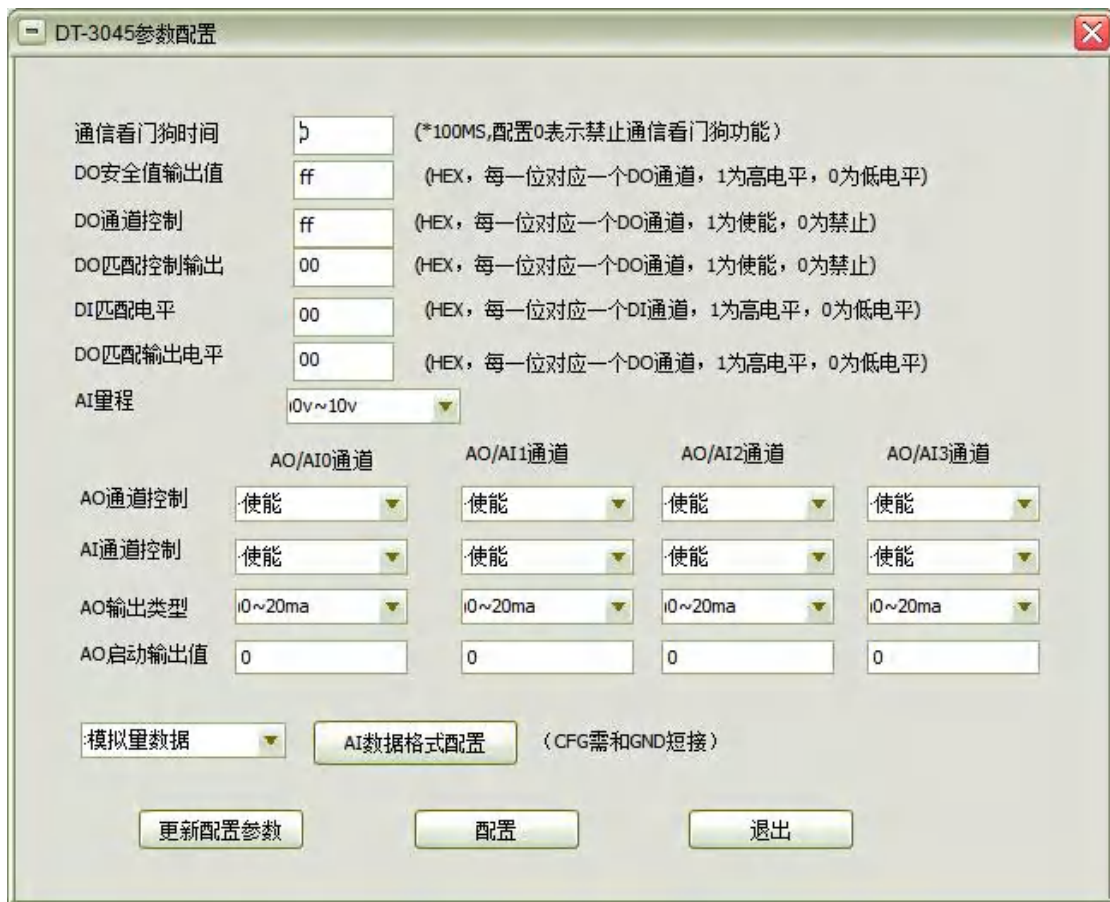 DT-3045参数配置
通信看门狗时间 (*100MS,配置0表示禁止通信看门狗功能)
DO安全值输出值 ff (HEX，每一位对应一个DO通道，1为高电平，0为低电平)
DO通道控制 ff (HEX，每一位对应一个DO通道，1为使能，0为禁止)
DO匹配控制输出 00 (HEX，每一位对应一个DO通道，1为使能，0为禁止)
DI匹配电平 00 (HEX，每一位对应一个DI通道，1为高电平，0为低电平)
DO匹配输出电平 00 (HEX，每一位对应一个DO通道，1为高电平，0为低电平)
AI量程 0v~10v
AO/AI0通道 AO/AI1通道 AO/AI2通道 AO/AI3通道
AO通道控制 使能 使能 使能 使能
AI通道控制 使能 使能 使能 使能
AO输出类型 0~20ma 0~20ma 0~20ma 0~20ma
AO启动输出值 0 0 0 0
模拟量数据 AI数据格式配置 (CFG需和GND短接)
更新配置参数 配置 退出